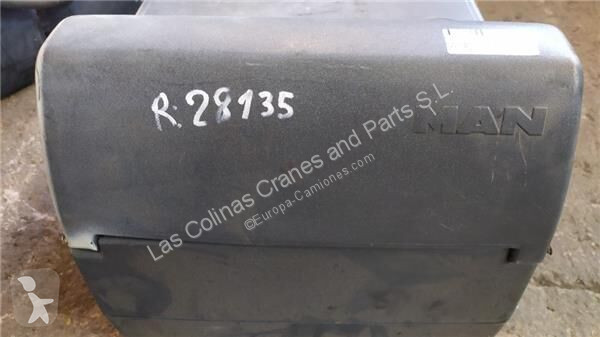 R: 28135
MAN
Las Colinas Cranes and Parts S.L.
©Europa-Camiones.com